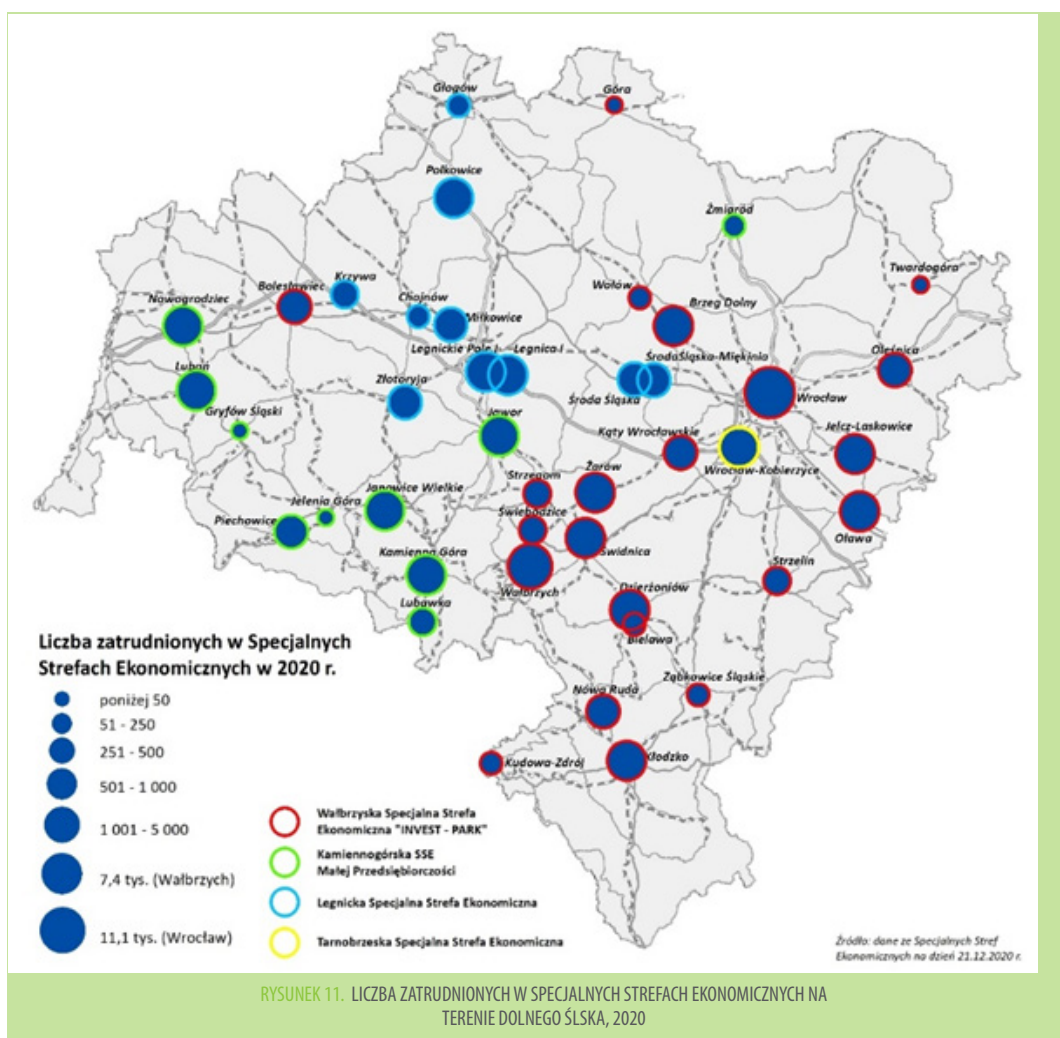 Głogów
Góra
Polkowice
Żmigród
Twardogóra
Krzywa
Bolesławiec
Wołów
Nowogrodziec
Chojnów
Brzeg Dolny
Miłkowice
Legnickie Pole I
Legnica I
ŚrodaŚląska-Miękinia
Oleśnica
Lubań
Złotoryja
Środa Śląska
Wrocław
Gryfów Śląski
Jawor
Kąty Wrocławskie
Jelcz-Laskowice
Wrocław-Kobierzyce
Strzegom
Żarów
Janowice Wielkie
Jelenia Góra
Świebodzice
Piechowice
Oława
Kamienna Góra
Świdnica
Strzelin
Wałbrzych
Dzierżoniów
Lubawka
Bielawa
Ząbkowice Śląskie
Nowa Ruda
Kudowa-Zdrój
Kłodzko
Liczba zatrudnionych w Specjalnych
Strefach Ekonomicznych w 2020 r.
poniżej 50
51 - 250
251 - 500
501 - 1 000
1 001 - 5 000
7,4 tys. (Wałbrzych)
11,1 tys. (Wrocław)
Wałbrzyska Specjalna Strefa
Ekonomiczna "INVEST - PARK"
Kamiennogórska SSE
Małej Przedsiębiorczości
Legnicka Specjalna Strefa Ekonomiczna
Tarnobrzeska Specjalna Strefa Ekonomiczna
Źródło: dane ze Specjalnych Stref
Ekonomicznych na dzień 21.12.2020 r.
RYSUNEK 11. LICZBA ZATRUDNIONYCH W SPECJALNYCH STREFACH EKONOMICZNYCH NA
TERENIE DOLNEGO ŚLSKA, 2020